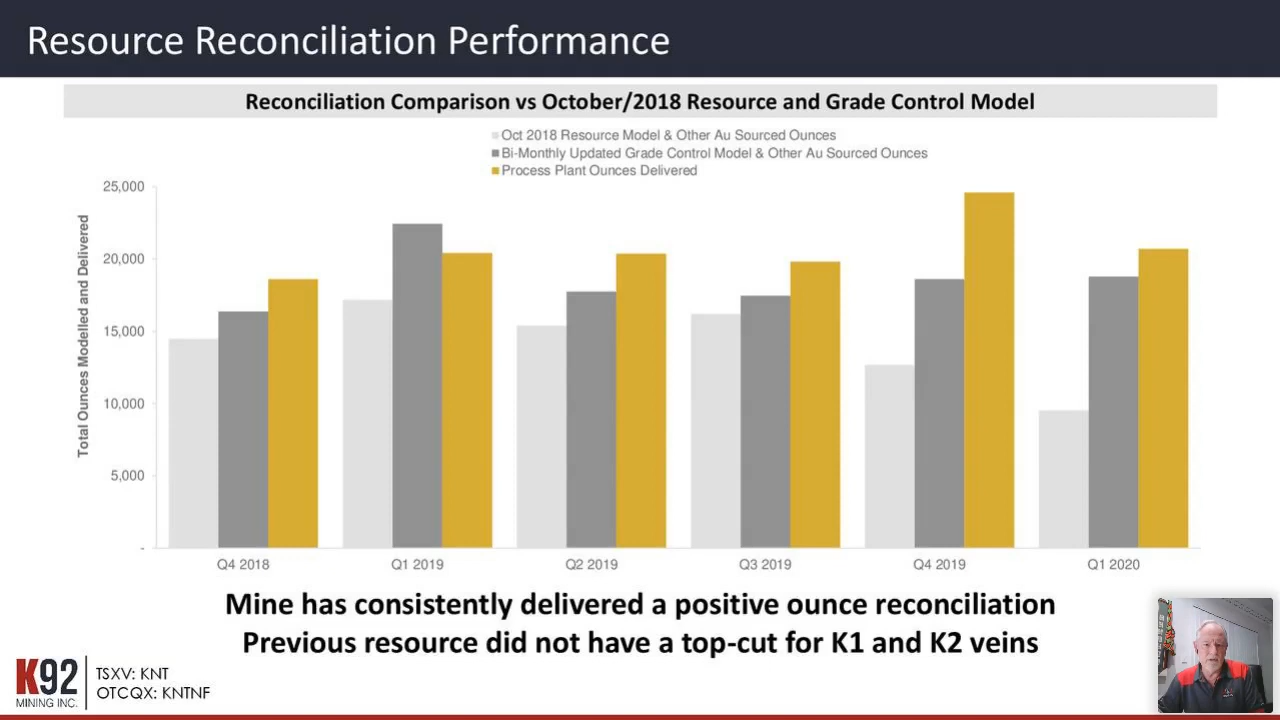 Resource Reconciliation Performance
Reconciliation Comparison vs October/2018 Resource and Grade Control Model
Oct 2018 Resource Model & Other Au Sourced Ounces
Bi-Monthly Updated Grade Control Model & Other Au Sourced Ounces
Process Plant Ounces Delivered
Total Ounces Modelled and Delivered
25,000
20,000
15,000
10,000
5,000
-
Q4 2018 Q1 2019 Q2 2019 Q3 2019 Q4 2019 Q1 2020
Mine has consistently delivered a positive ounce reconciliation
Previous resource did not have a top-cut for K1 and K2 veins
K92
MINING INC.
TSXV: KNT
OTCQX: KNTNF